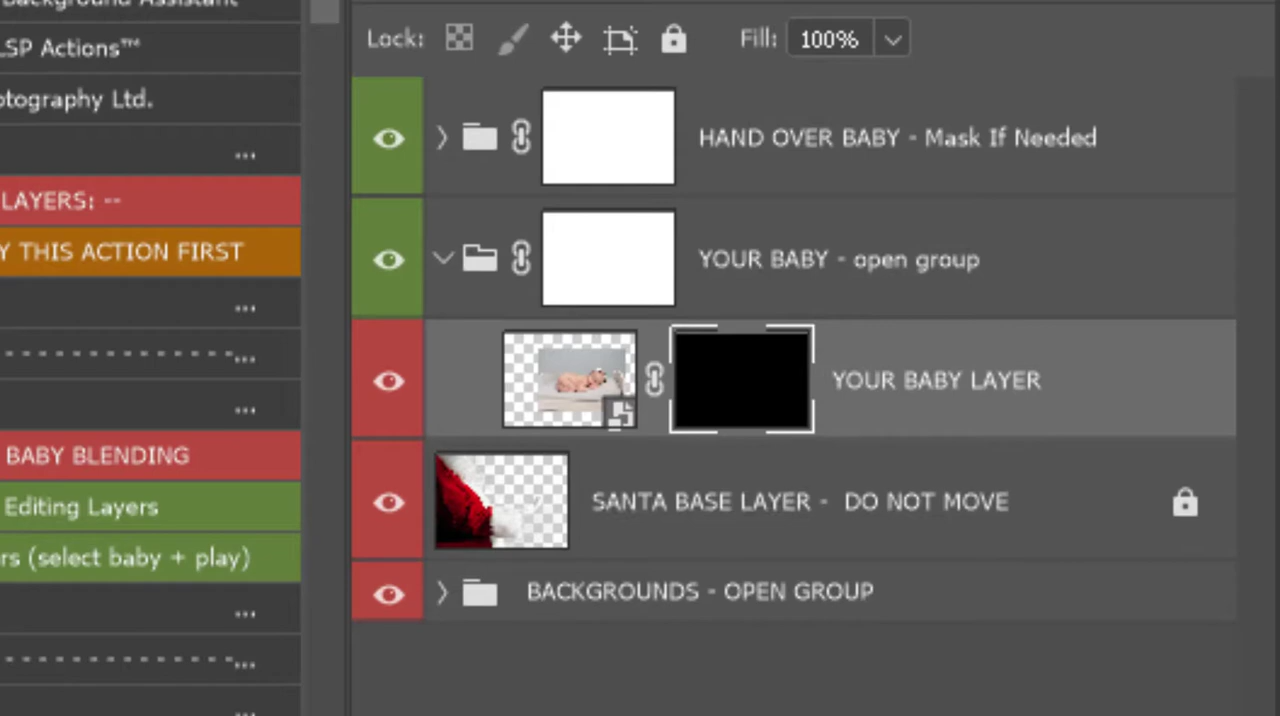 Background Assistant
LSP Actions™
otography Ltd.
...
LAYERS: --
Y THIS ACTION FIRST
...
- - - - - - - - - - - - - -...
...
BABY BLENDING
Editing Layers
rs (select baby + play)
...
- - - - - - - - - - - - - -...
...
Lock:
Fill: 100%
HAND OVER BABY - Mask If Needed
YOUR BABY - open group
YOUR BABY LAYER
SANTA BASE LAYER - DO NOT MOVE
BACKGROUNDS - OPEN GROUP